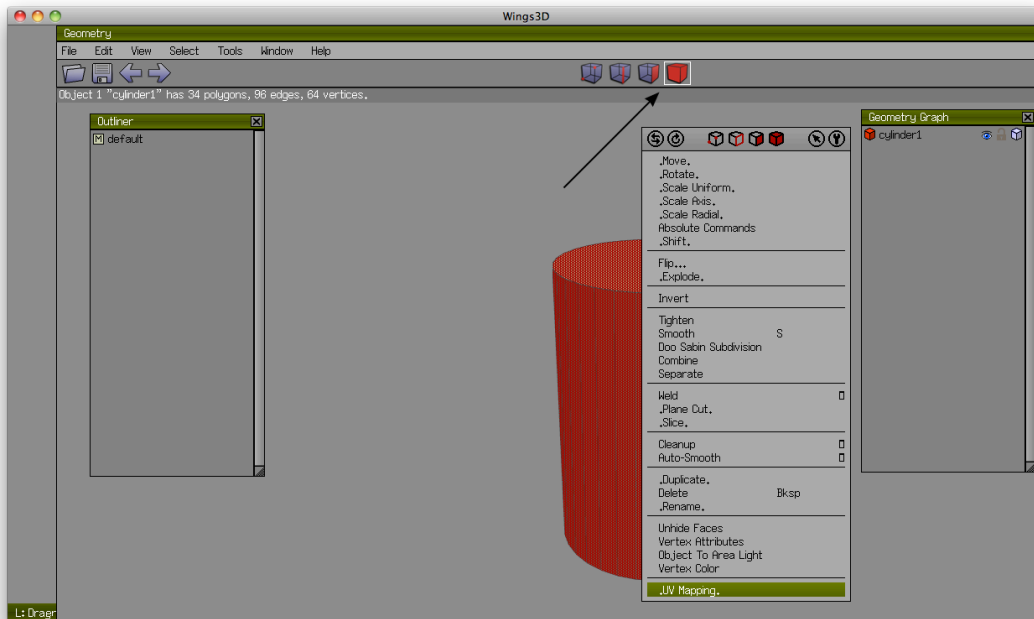 Wings3D
Geometry
File Edit View Select Tools Window Help
Object 1 "cylinder1" has 34 polygons, 96 edges, 64 vertices.
Outliner
M default
Geometry Graph
cylinder1
.Move.
.Rotate.
.Scale Uniform.
.Scale Axis.
.Scale Radial.
Absolute Commands
.Shift.
Flip...
.Explode.
Invert
Tighten
Smooth S
Doo Sabin Subdivision
Combine
Separate
Weld
.Plane Cut.
.Slice.
Cleanup
Auto-Smooth
.Duplicate.
Delete Bksp
.Rename.
Unhide Faces
Vertex Attributes
Object To Area Light
Vertex Color
.UV Mapping.
L: Dragr